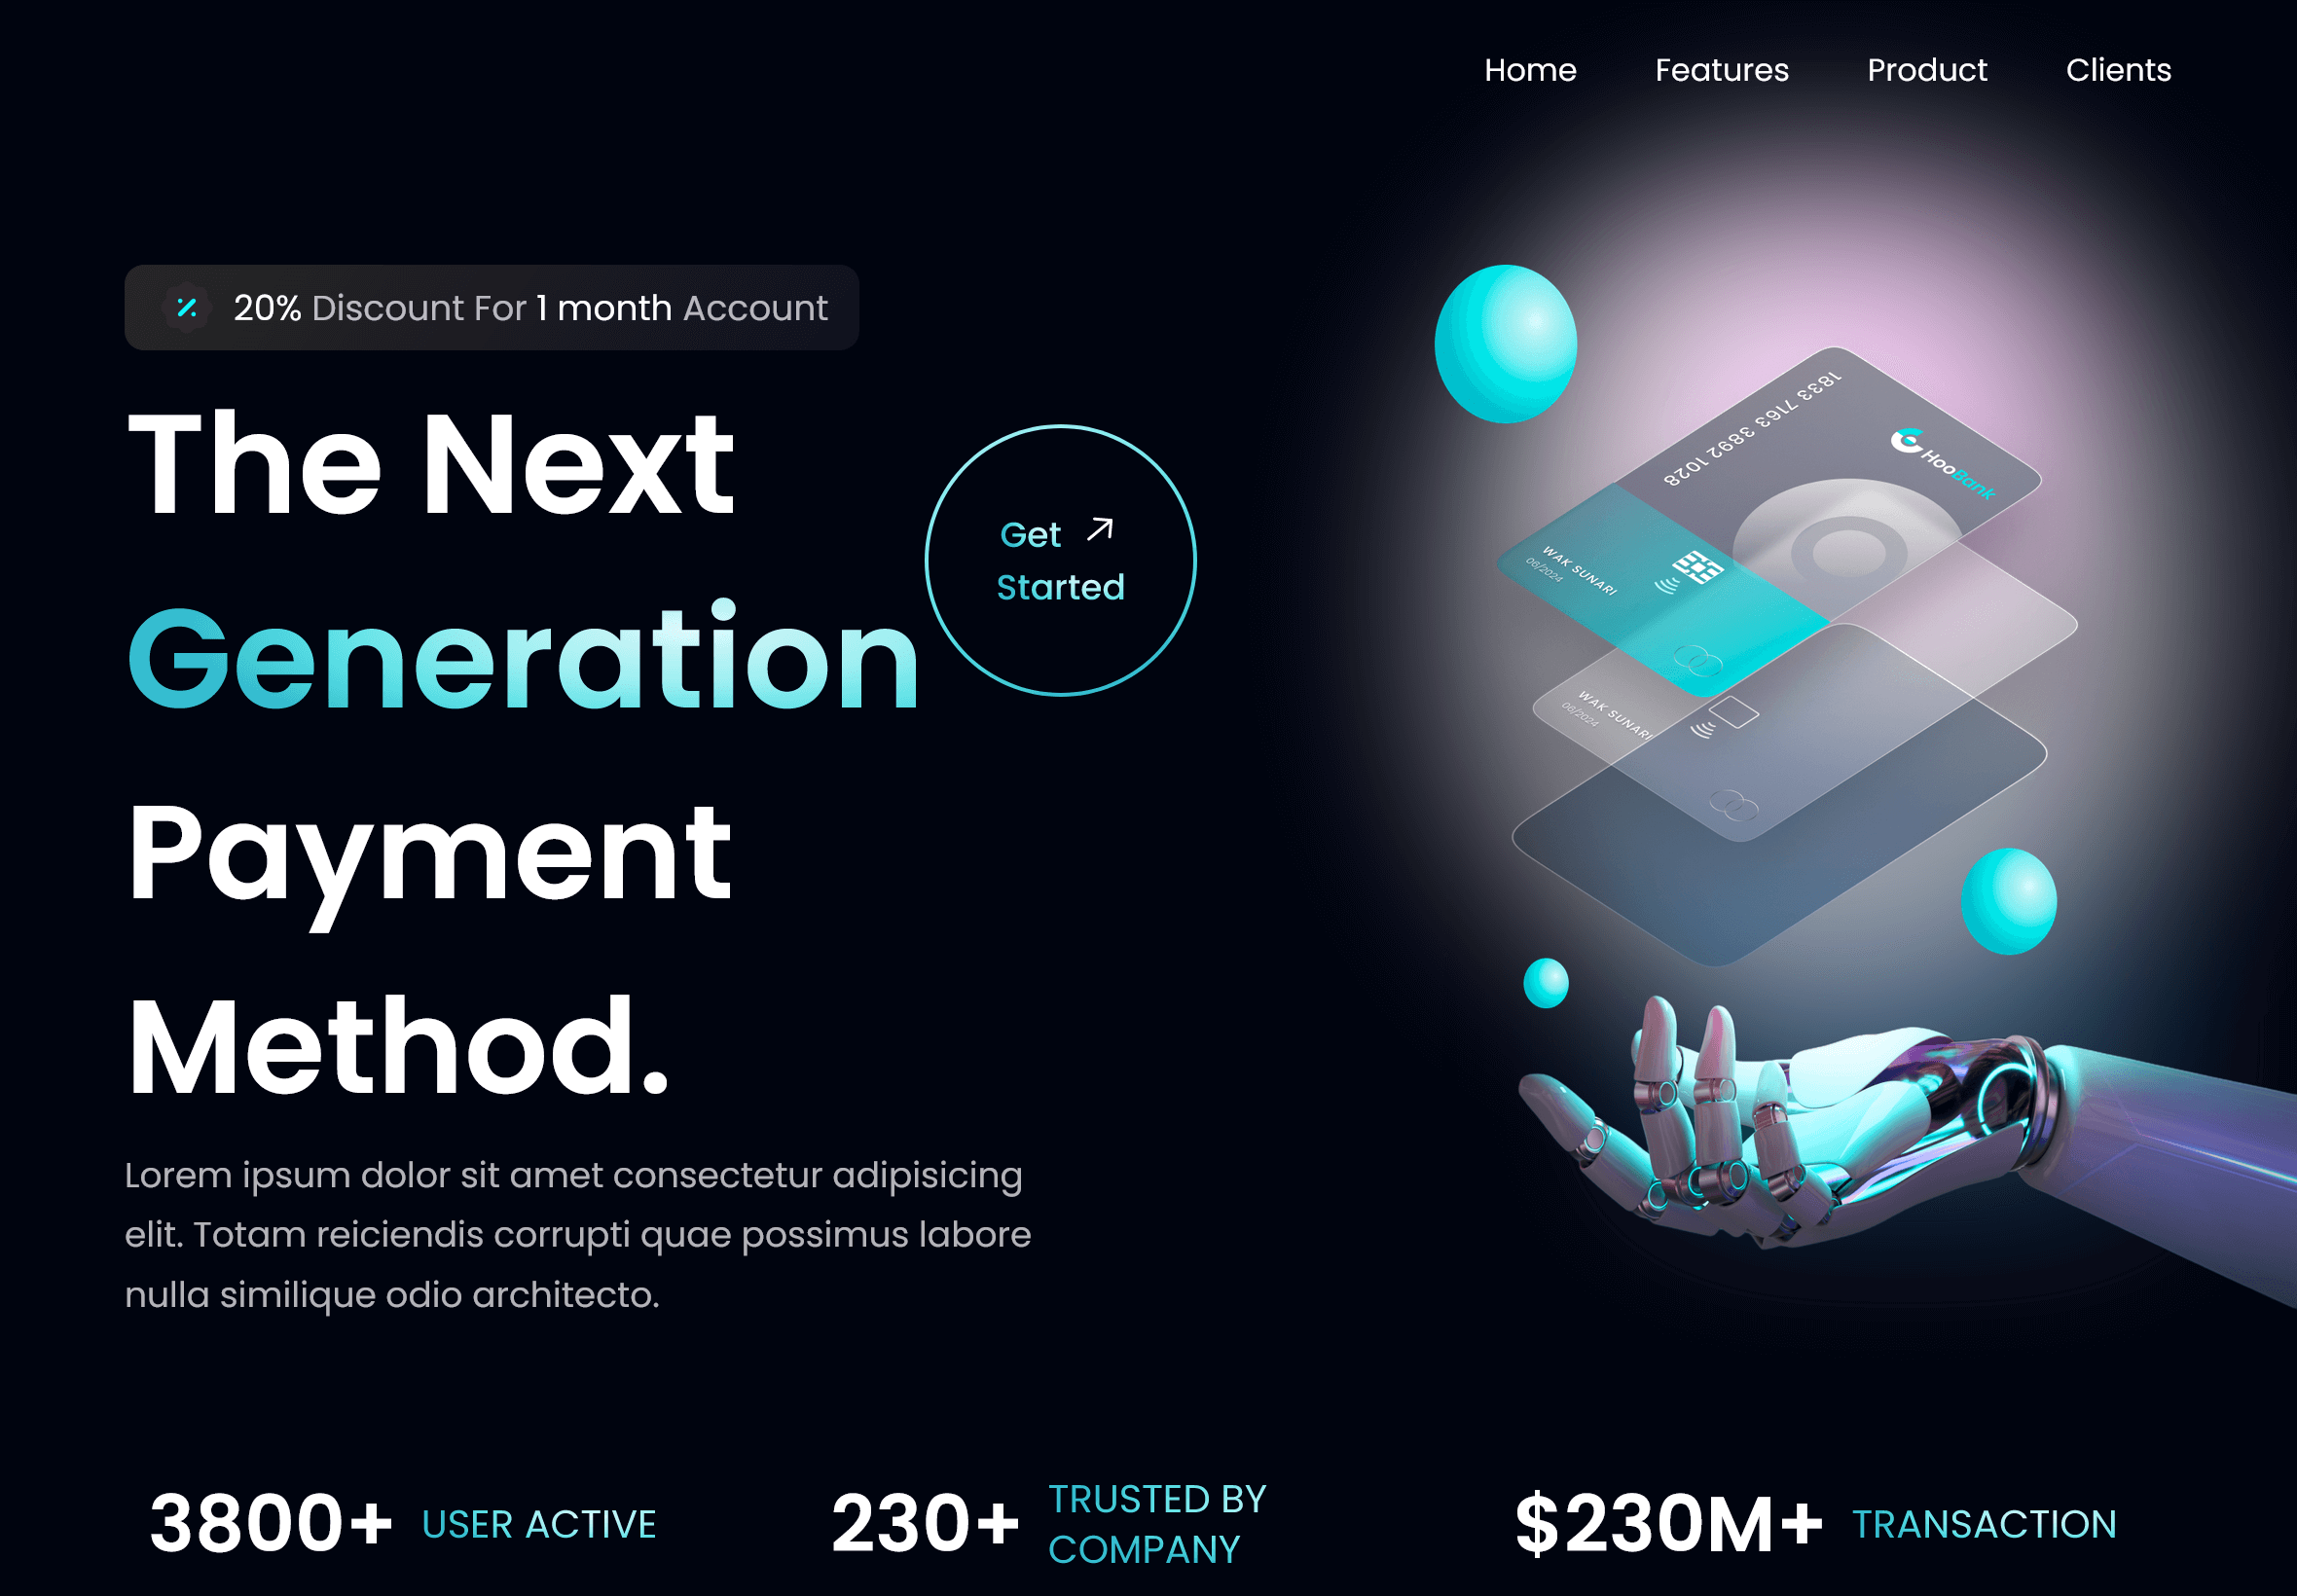 Home Features Product Clients
20% Discount For 1 month Account
The Next
Generation
Payment
Method.
Get
Started
Lorem ipsum dolor sit amet consectetur adipisicing
elit. Totam reiciendis corrupti quae possimus labore
nulla similique odio architecto.
1833 7163 3892 1028
HooBank
WAK SUNARI
06/2024
WAK SUNARI
08/2024
3800+ USER ACTIVE
230+ TRUSTED BY
COMPANY
$230M+ TRANSACTION